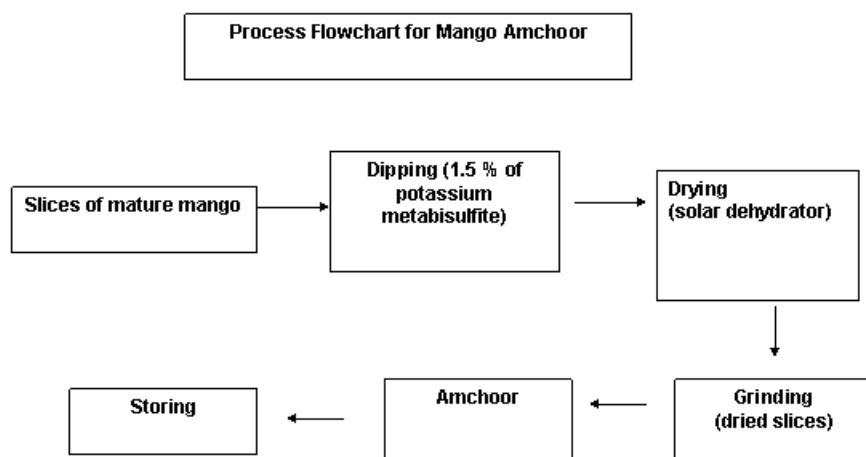 Process Flowchart for Mango Amchoor
Slices of mature mango
Dipping (1.5 % of
potassium
metabisulfite)
Drying
(solar dehydrator)
Grinding
(dried slices)
Amchoor
Storing